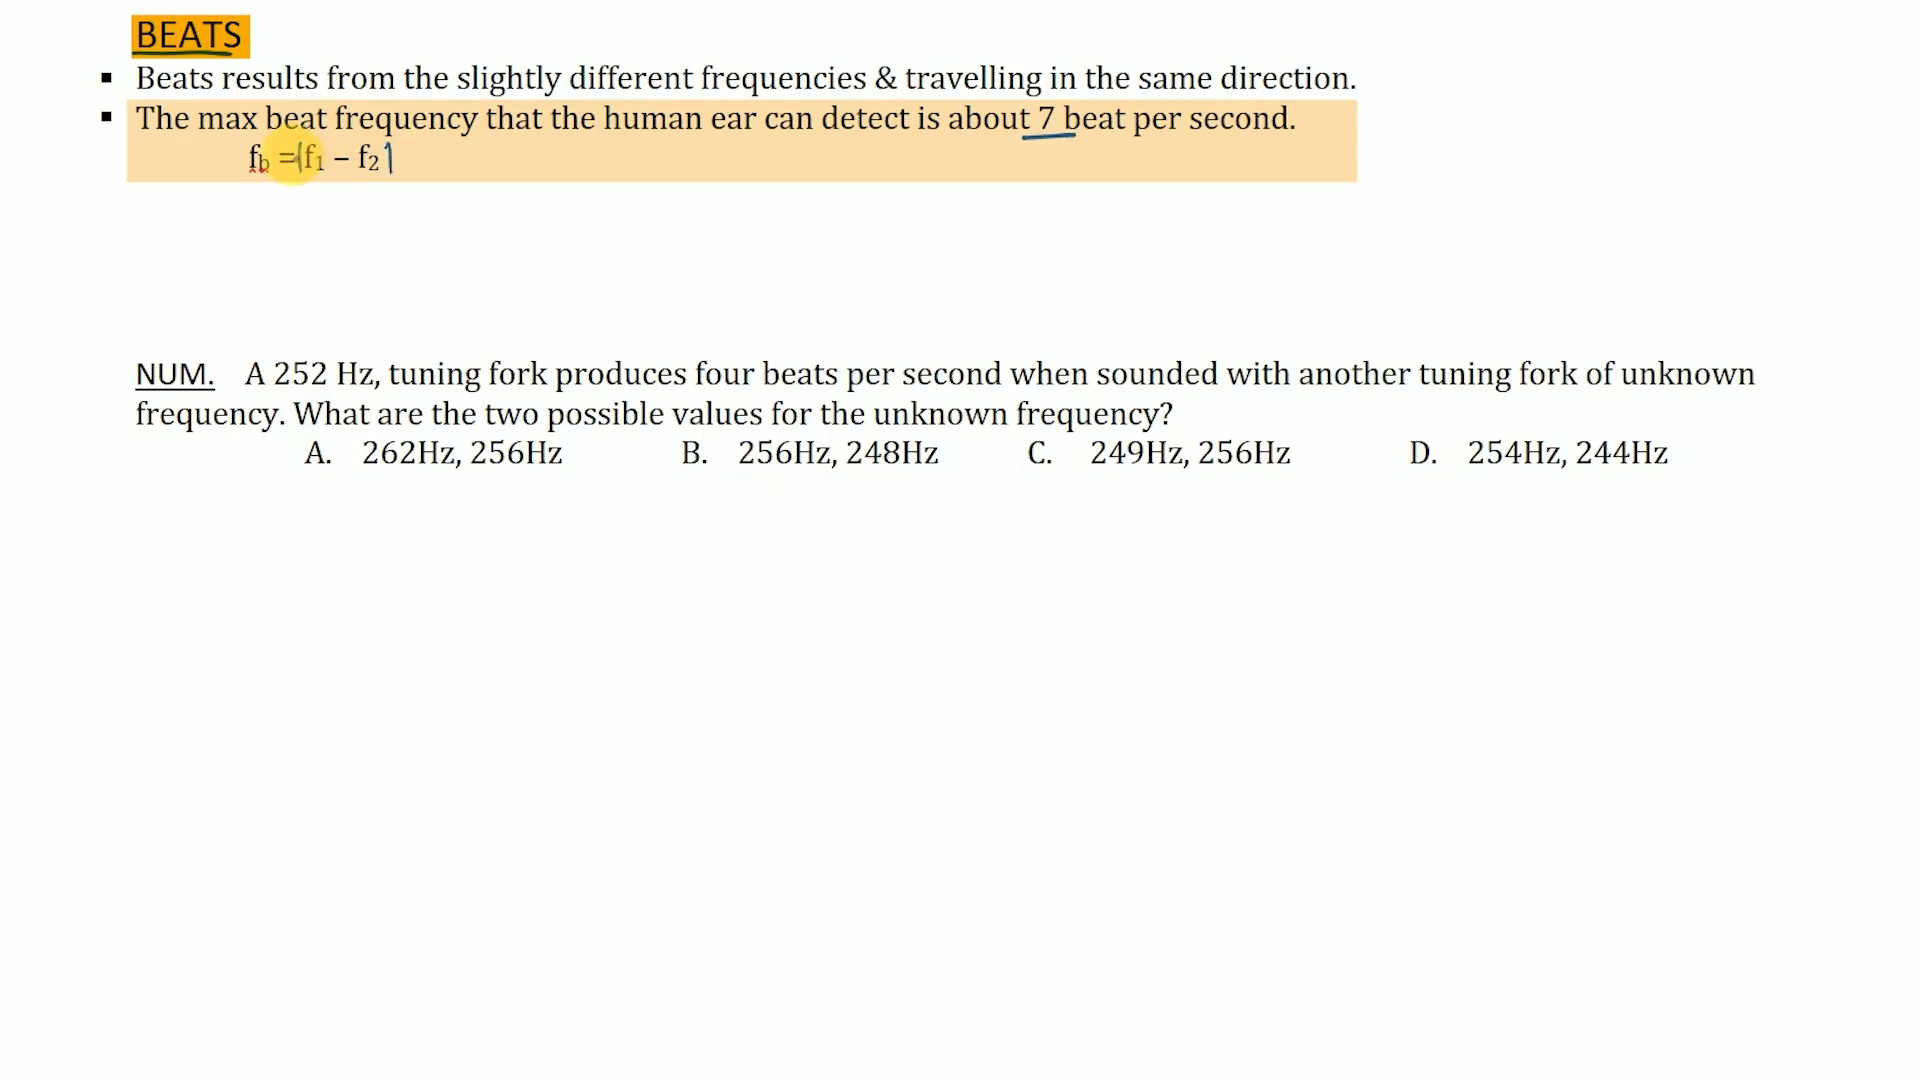 BEATS
▪ Beats results from the slightly different frequencies & travelling in the same direction.
▪ The max beat frequency that the human ear can detect is about 7 beat per second.
f_b = |f₁ – f₂|
NUM. A 252 Hz, tuning fork produces four beats per second when sounded with another tuning fork of unknown
frequency. What are the two possible values for the unknown frequency?
A. 262Hz, 256Hz B. 256Hz, 248Hz C. 249Hz, 256Hz D. 254Hz, 244Hz